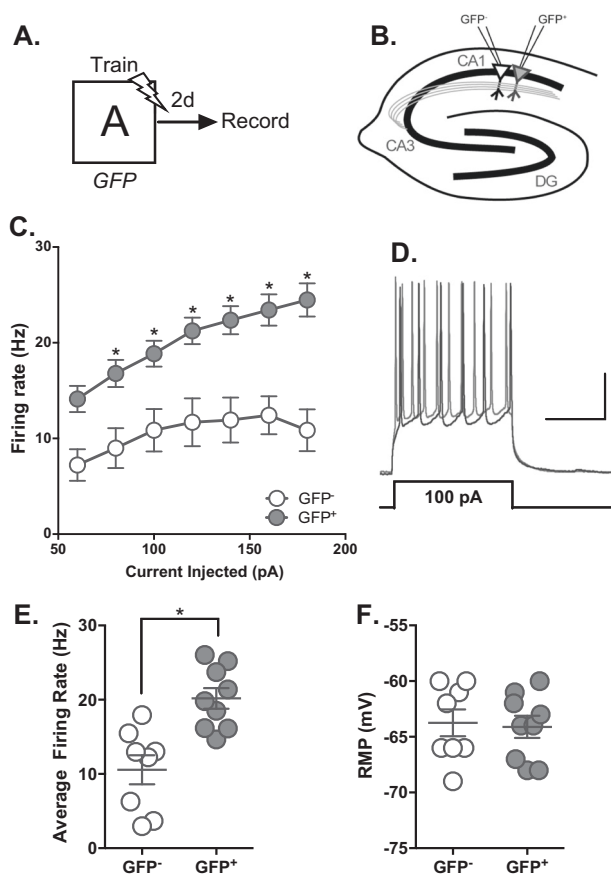 A.
Train
A
2d
Record
GFP
B.
GFP-
GFP+
CA1
CA3
DG
C.
Firing rate (Hz)
30
20
10
0
* * * * * *
GFP-
GFP+
50 100 150 200
Current Injected (pA)
D.
100 pA
E.
Average Firing Rate (Hz)
30
20
10
0
*
GFP- GFP+
F.
RMP (mV)
-55
-60
-65
-70
-75
GFP- GFP+